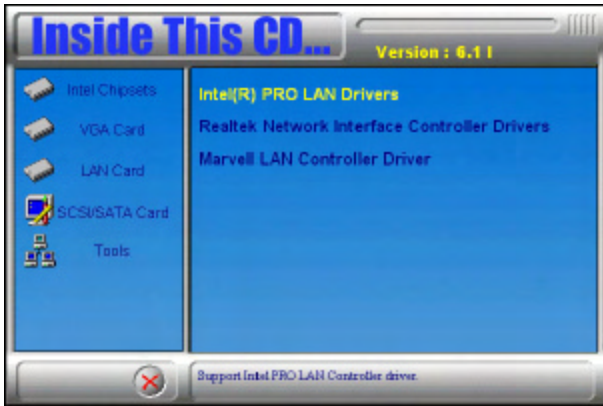 Inside This CD...
Version : 6.1 I
Intel Chipsets
VGA Card
LAN Card
SCSI/SATA Card
Tools
Intel(R) PRO LAN Drivers
Realtek Network Interface Controller Drivers
Marvell LAN Controller Driver
Support Intel PRO LAN Controller driver.